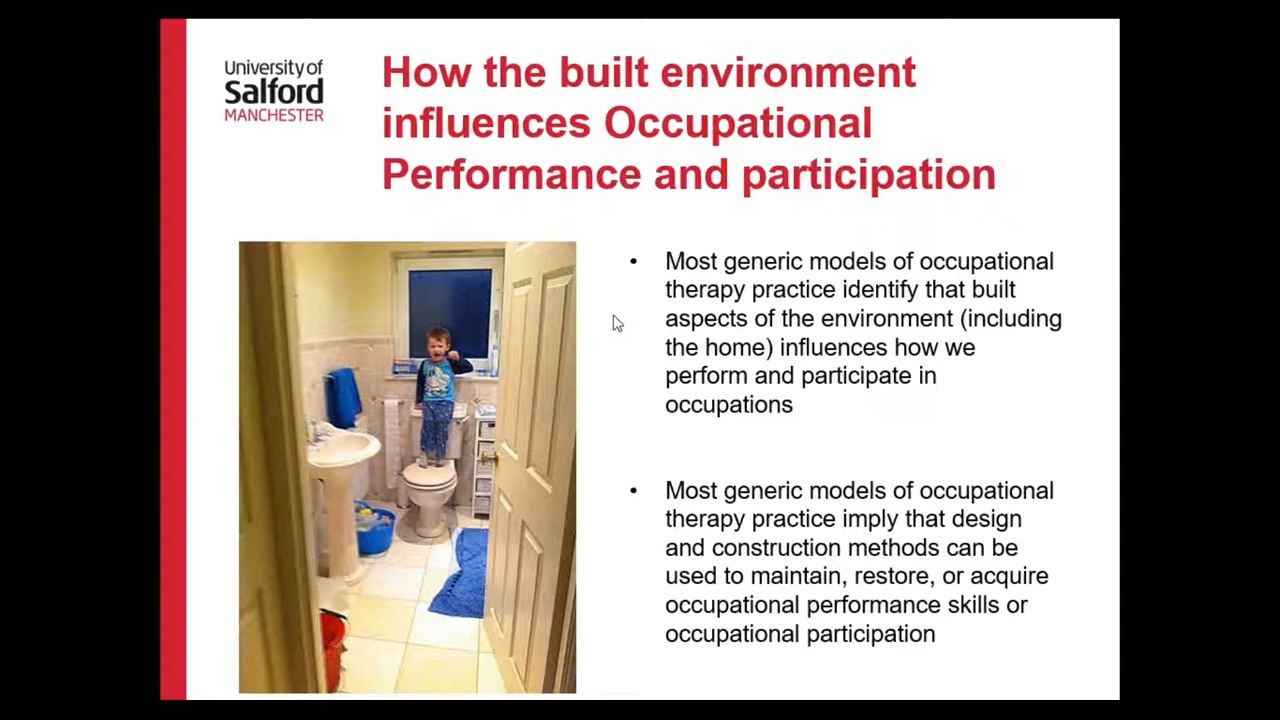 University of
Salford
MANCHESTER
How the built environment
influences Occupational
Performance and participation
• Most generic models of occupational
therapy practice identify that built
aspects of the environment (including
the home) influences how we
perform and participate in
occupations
• Most generic models of occupational
therapy practice imply that design
and construction methods can be
used to maintain, restore, or acquire
occupational performance skills or
occupational participation